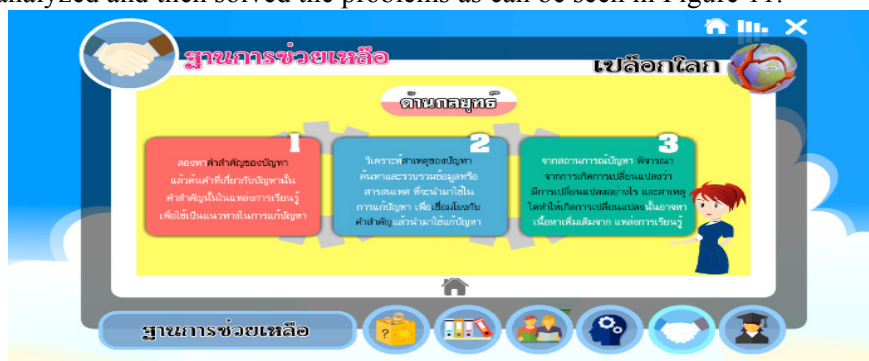 analyzed and then solved the problems as can be seen in Figure 11.
ฐานการช่วยเหลือ
เปลือกโลก
ด้านกลยุทธ์
1
ลองหาคำสำคัญของปัญหา
แล้วค้นคำที่เกี่ยวกับปัญหานั้น
คำสำคัญนั้นในแหล่งการเรียนรู้
เพื่อใช้เป็นแนวทางในการแก้ปัญหา
2
วิเคราะห์สาเหตุของปัญหา
ค้นหาและรวบรวมข้อมูลหรือ
สารสนเทศ ที่จะนำมาใช้ใน
การแก้ปัญหา เพื่อ เชื่อมโยงกับ
คำสำคัญแล้วนำมาใช้แก้ปัญหา
3
จากสถานการณ์ปัญหา พิจารณา
จากการเกิดการเปลี่ยนแปลงว่า
มีการเปลี่ยนแปลงอย่างไร และสาเหตุ
ใดทำให้เกิดการเปลี่ยนแปลงนั้นอาจหา
เนื้อหาเพิ่มเติมจาก แหล่งการเรียนรู้
ฐานการช่วยเหลือ